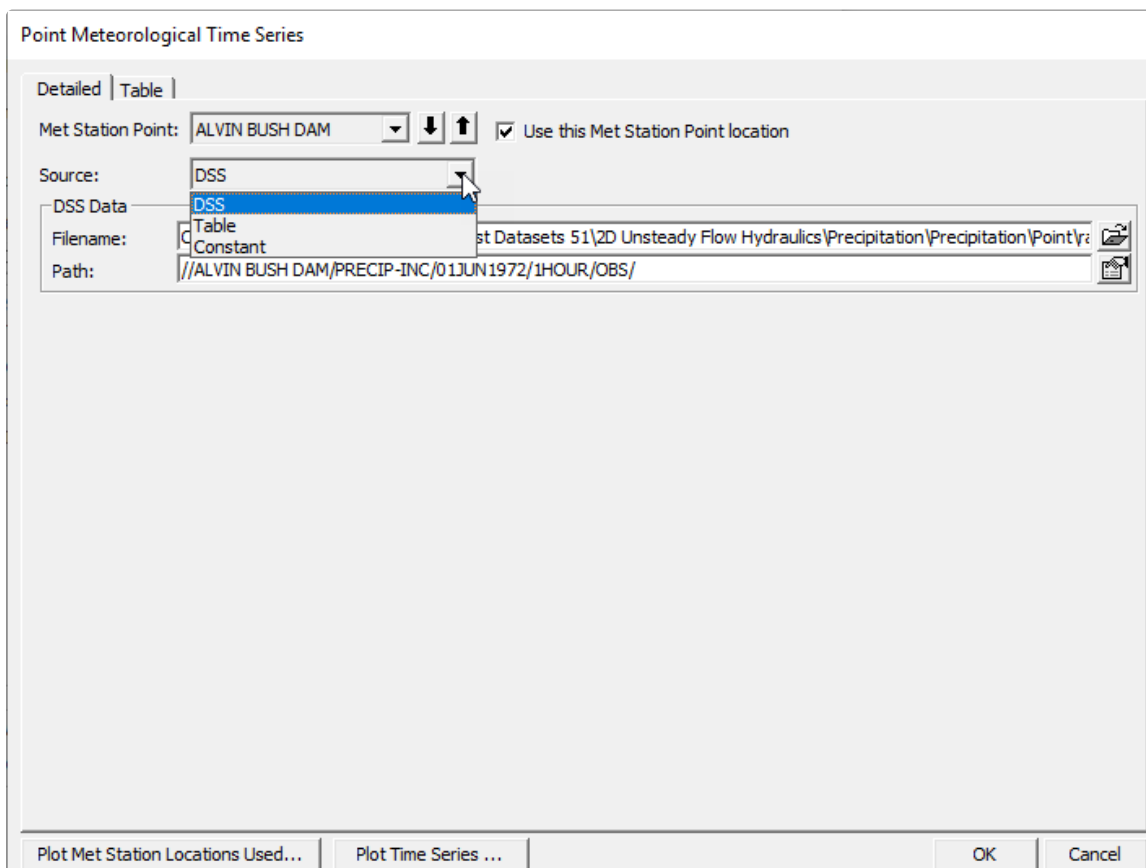 Point Meteorological Time Series
Detailed Table
Met Station Point: ALVIN BUSH DAM Use this Met Station Point location
Source: DSS
DSS
DSS Data
Table
Constant
Filename: st Datasets 51\2D Unsteady Flow Hydraulics\Precipitation\Precipitation\Point\ra
Path: //ALVIN BUSH DAM/PRECIP-INC/01JUN1972/1HOUR/OBS/
Plot Met Station Locations Used... Plot Time Series ... OK Cancel